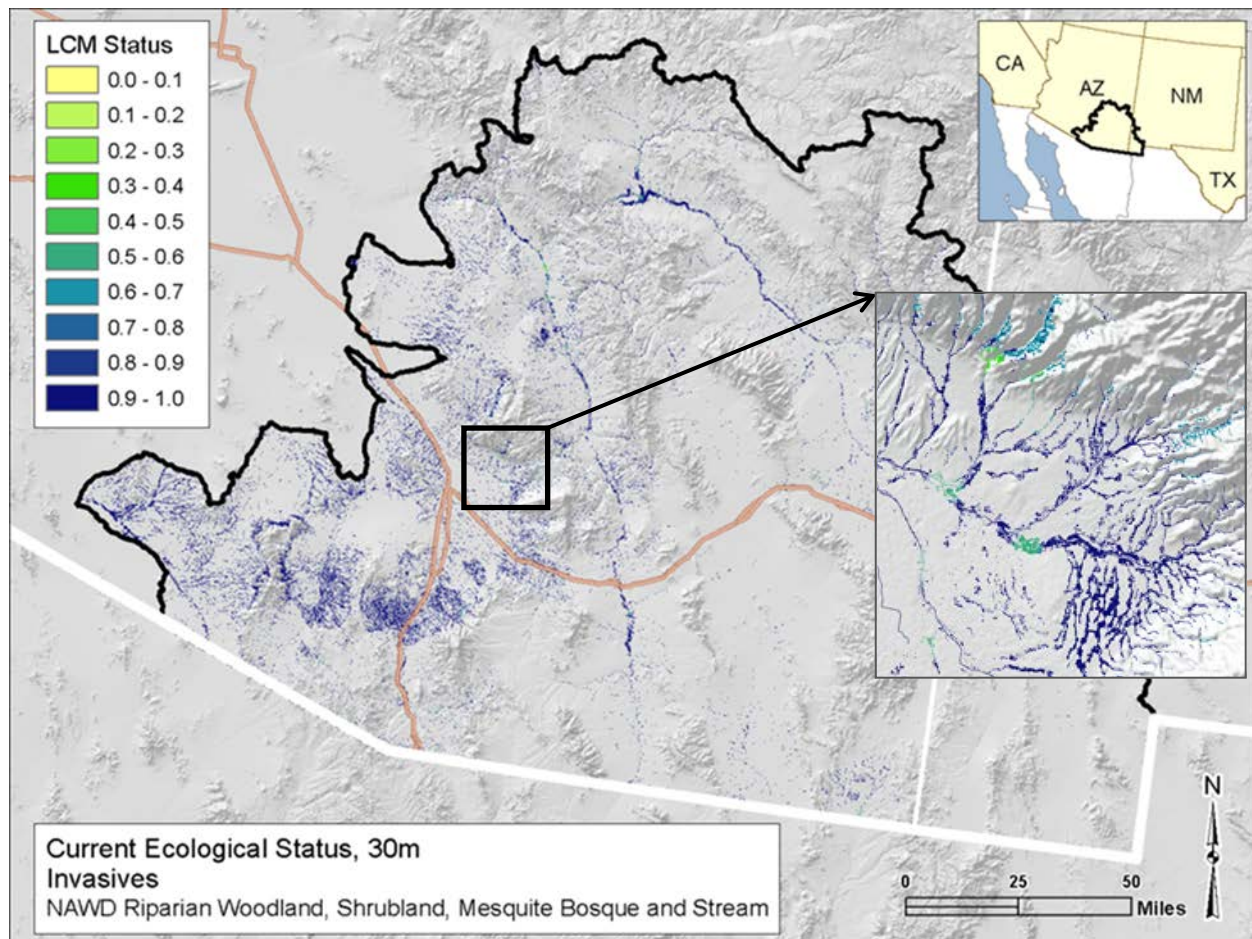 LCM Status
0.0 - 0.1
0.1 - 0.2
0.2 - 0.3
0.3 - 0.4
0.4 - 0.5
0.5 - 0.6
0.6 - 0.7
0.7 - 0.8
0.8 - 0.9
0.9 - 1.0
CA
AZ
NM
TX
Current Ecological Status, 30m
Invasives
NAWD Riparian Woodland, Shrubland, Mesquite Bosque and Stream
N
0 25 50
Miles